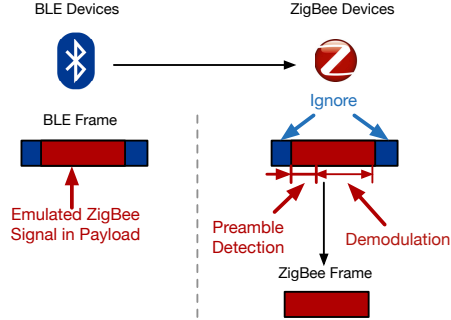 BLE Devices
ZigBee Devices
Ignore
BLE Frame
Emulated ZigBee
Signal in Payload
Preamble
Detection
Demodulation
ZigBee Frame